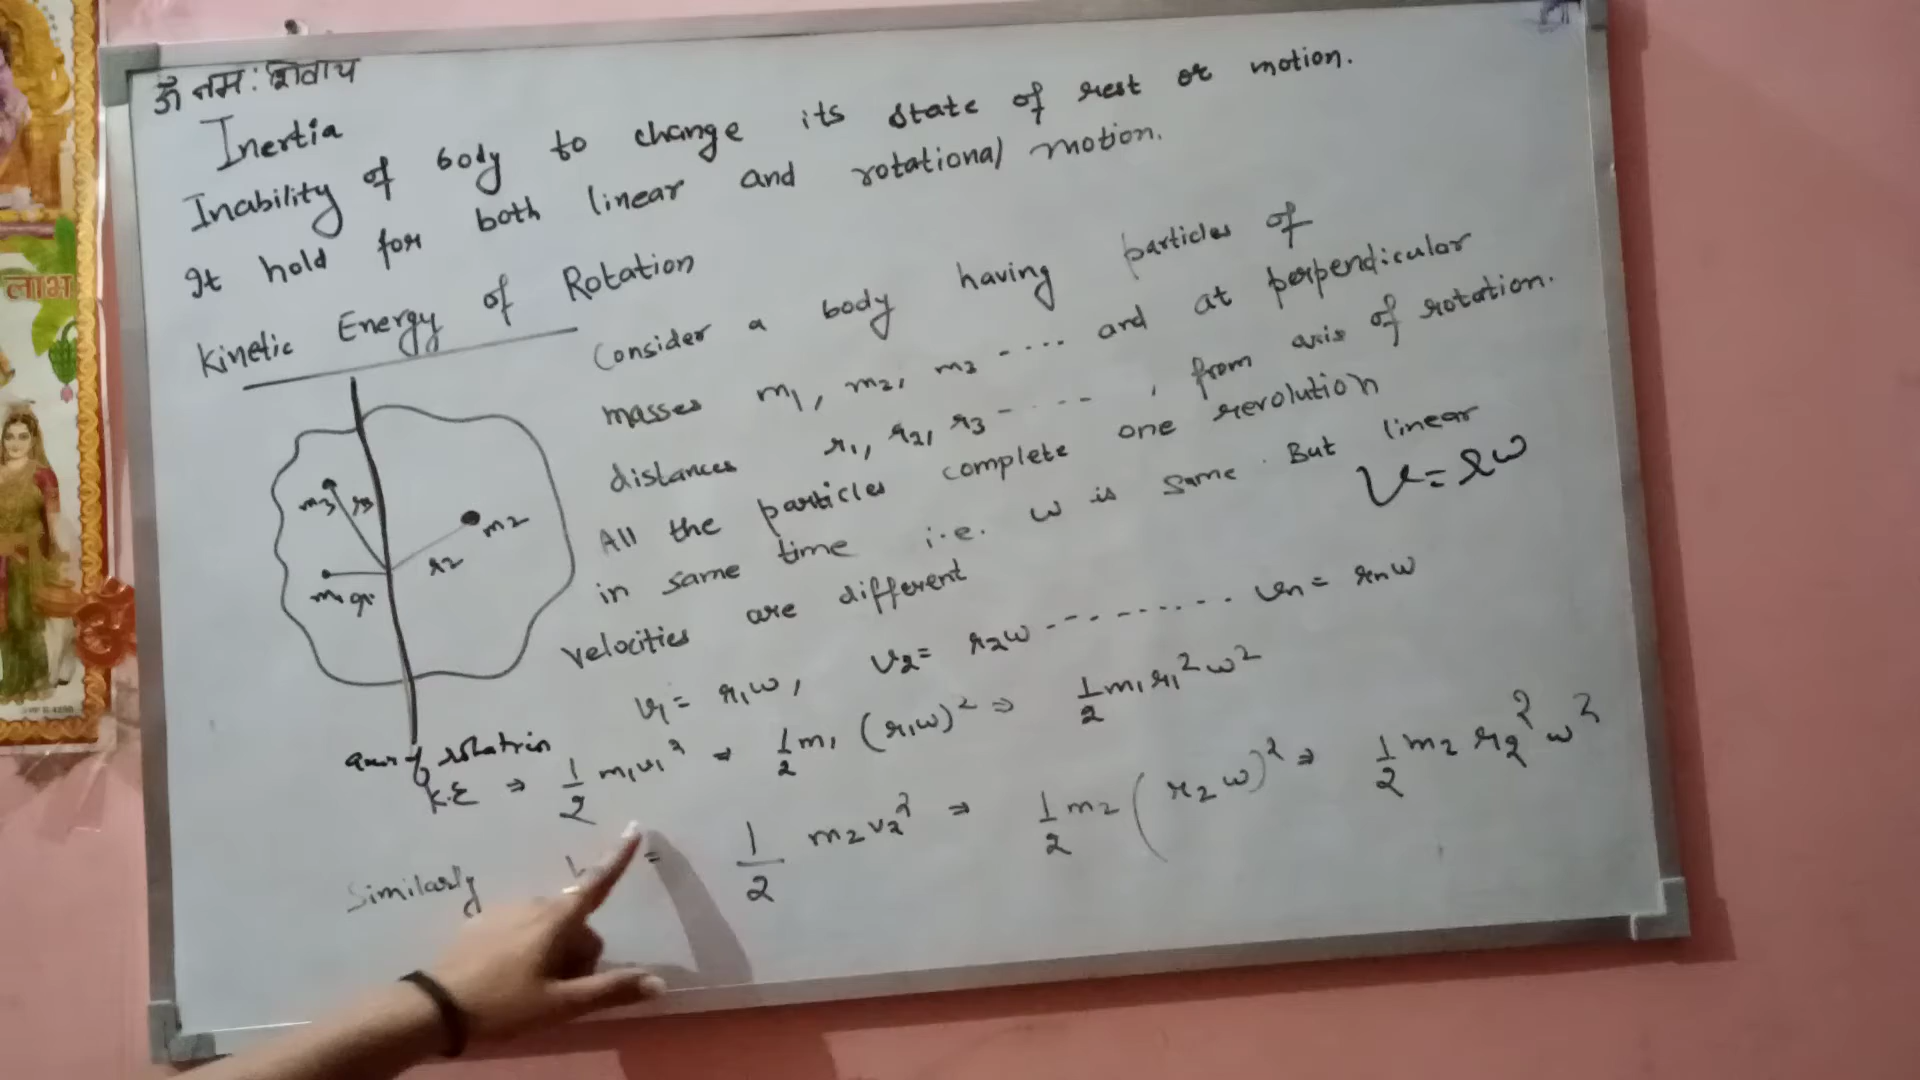 ॐ नम: शिवाय
Inertia
Inability of body to change its state of rest or motion.
It hold for both linear and rotational motion.
Kinetic Energy of Rotation
Consider a body having particles of
masses m1, m2, m3 - .... and at perpendicular
distances r1, r2, r3 - .. --, from axis of rotation.
All the particles complete one revolution
in same time i.e. ω is same. But linear
velocities are different
V = rω
m3 r3
m2
r2
m1 r1
v1 = r1ω, v2 = r2ω --------- vn = rnω
axis of rotation
K.E ⇒ 1/2 m1v1² ⇒ 1/2 m1 (r1ω)² ⇒ 1/2 m1r1²ω²
Similarly = 1/2 m2v2² ⇒ 1/2 m2 (r2ω)² ⇒ 1/2 m2 r2² ω²
लाभ